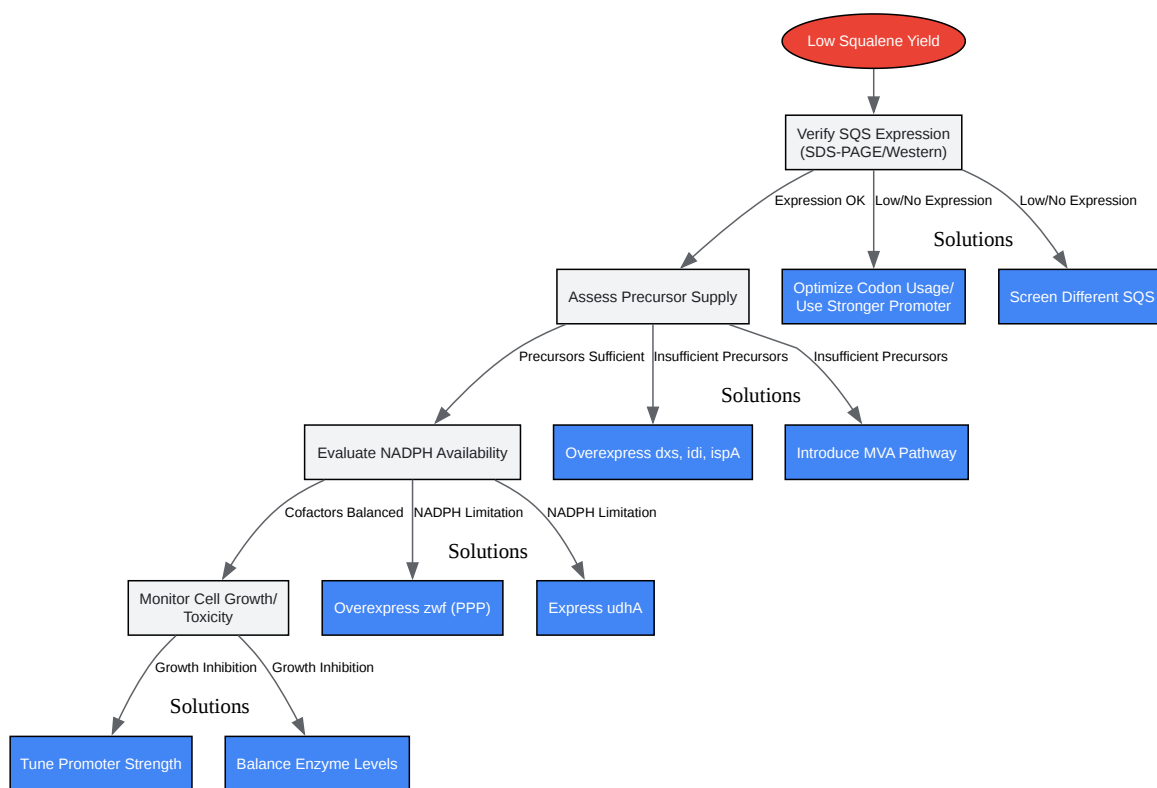 Low Squalene Yield
Verify SQS Expression
(SDS-PAGE/Western)
Expression OK
Low/No Expression
Low/No Expression
Solutions
Assess Precursor Supply
Optimize Codon Usage/
Use Stronger Promoter
Screen Different SQS
Precursors Sufficient
Insufficient Precursors
Insufficient Precursors
Solutions
Evaluate NADPH Availability
Overexpress dxs, idi, ispA
Introduce MVA Pathway
Cofactors Balanced
NADPH Limitation
NADPH Limitation
Solutions
Monitor Cell Growth/
Toxicity
Overexpress zwf (PPP)
Express udhA
Growth Inhibition
Growth Inhibition
Solutions
Tune Promoter Strength
Balance Enzyme Levels